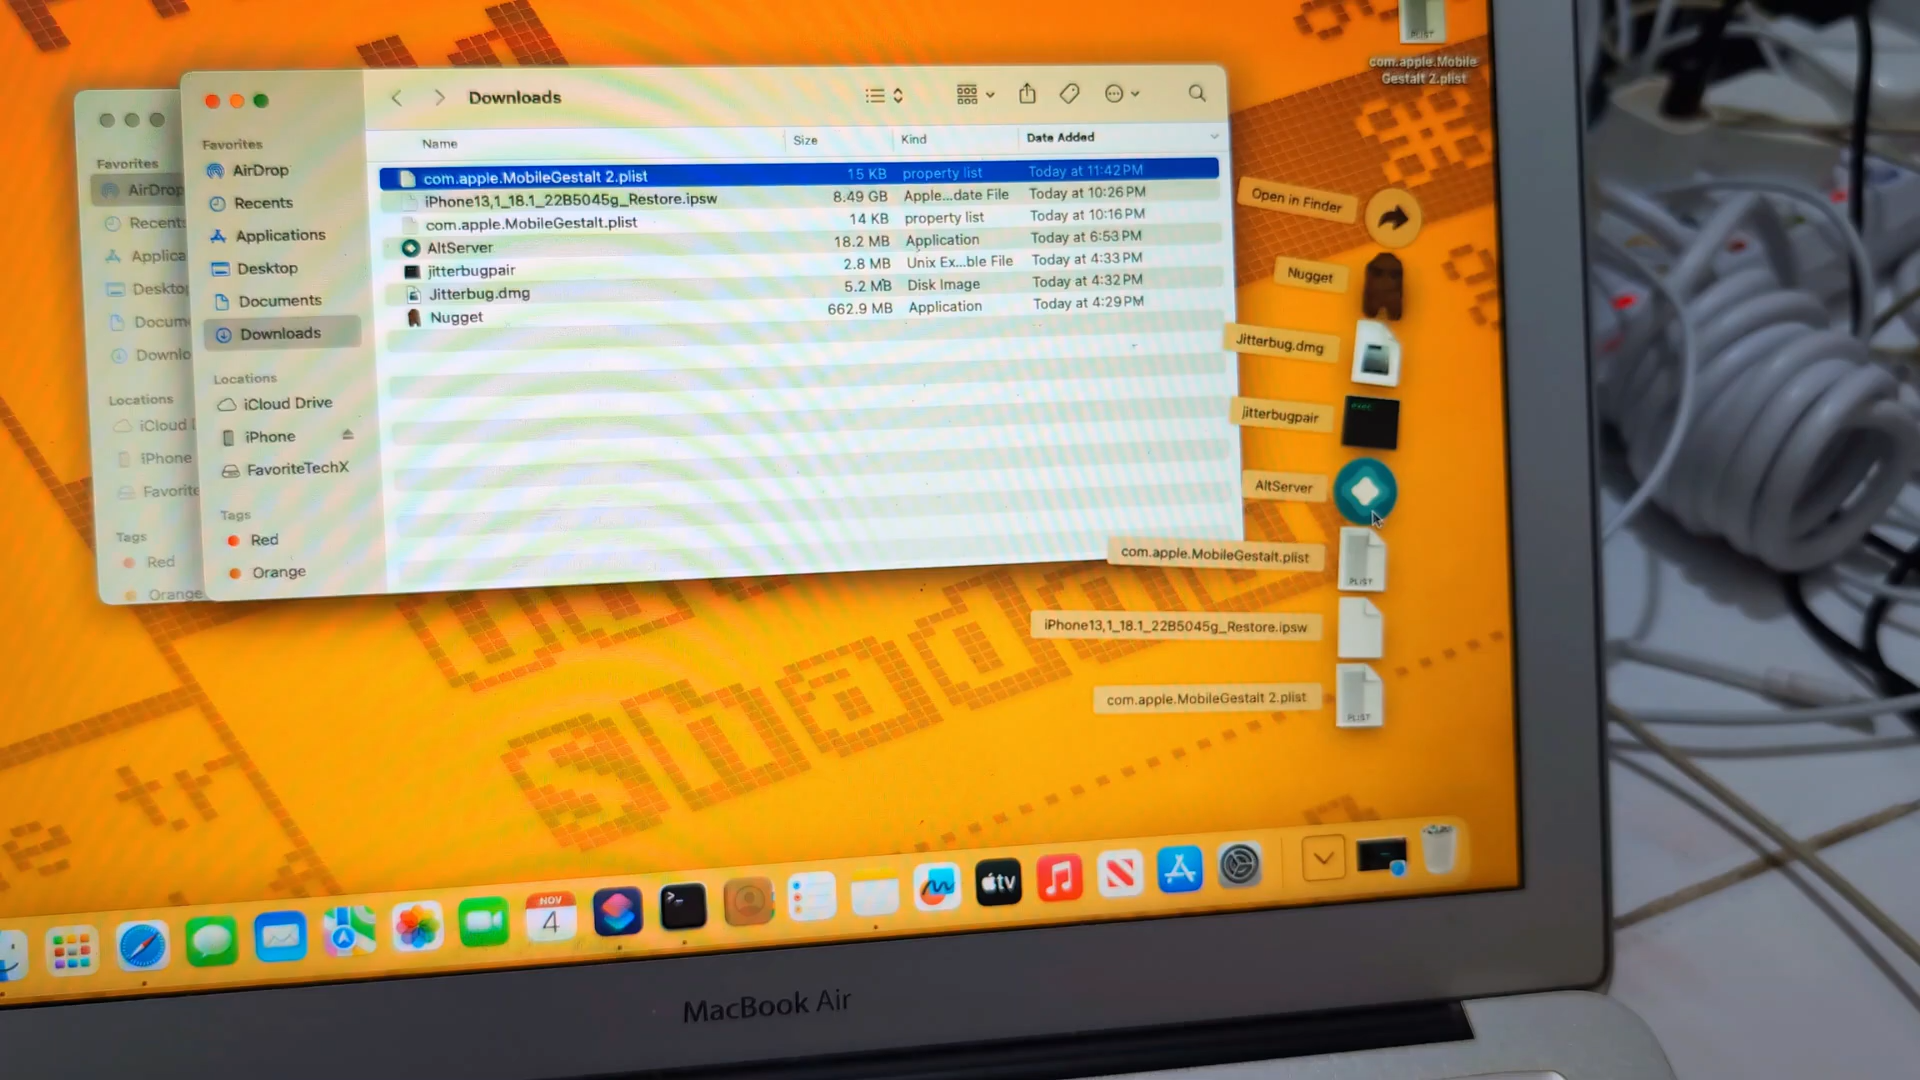 com.apple.Mobile
Gestalt 2.plist
PLIST
Downloads
Name
Size
Kind
Date Added
com.apple.MobileGestalt 2.plist
15 KB
property list
Today at 11:42 PM
iPhone13,1_18.1_22B5045g_Restore.ipsw
8.49 GB
Apple...date File
Today at 10:26 PM
com.apple.MobileGestalt.plist
14 KB
property list
Today at 10:16 PM
AltServer
18.2 MB
Application
Today at 6:53 PM
jitterbugpair
2.8 MB
Unix Ex...ble File
Today at 4:33 PM
Jitterbug.dmg
5.2 MB
Disk Image
Today at 4:32 PM
Nugget
662.9 MB
Application
Today at 4:29 PM
Favorites
AirDrop
Recents
Applications
Desktop
Documents
Downloads
Locations
iCloud Drive
iPhone
FavoriteTechX
Tags
Red
Orange
Favorites
AirDrop
Recent
Applica
Deskto
Docum
Downlo
Locations
iCloud
iPhone
Favorite
Tags
Red
Orange
Open in Finder
Nugget
Jitterbug.dmg
jitterbugpair
exec
AltServer
com.apple.MobileGestalt.plist
PLIST
iPhone13,1_18.1_22B5045g_Restore.ipsw
com.apple.MobileGestalt 2.plist
PLIST
NOV
4
tv
MacBook Air